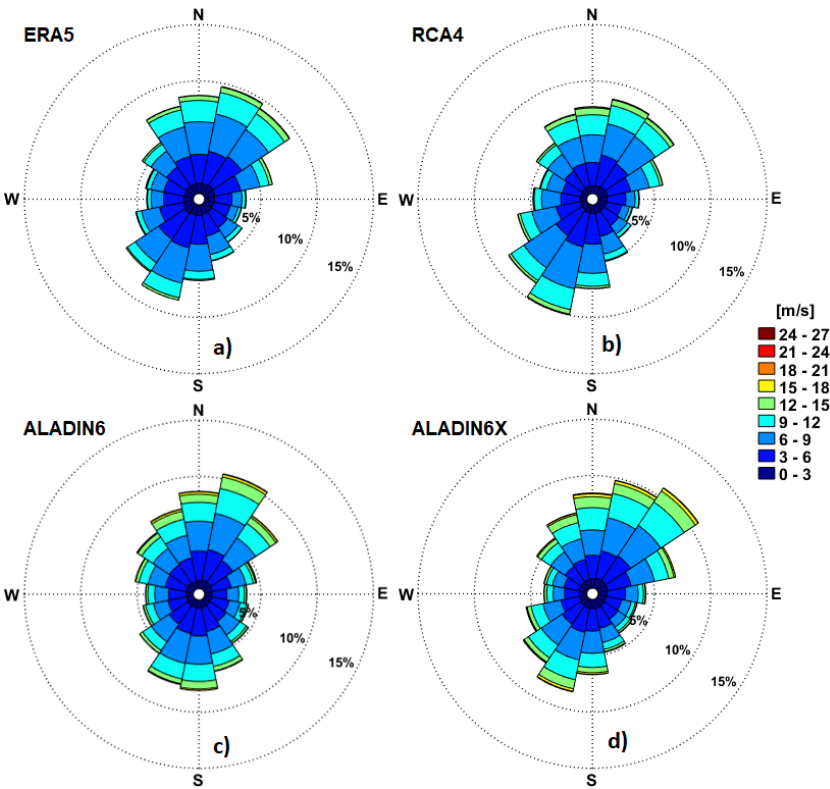 ERA5
N
W
E
S
5%
10%
15%
a)
RCA4
N
W
E
S
5%
10%
15%
b)
[m/s]
24 - 27
21 - 24
18 - 21
15 - 18
12 - 15
9 - 12
6 - 9
3 - 6
0 - 3
ALADIN6
N
W
E
S
5%
10%
15%
c)
ALADIN6X
N
W
E
S
5%
10%
15%
d)